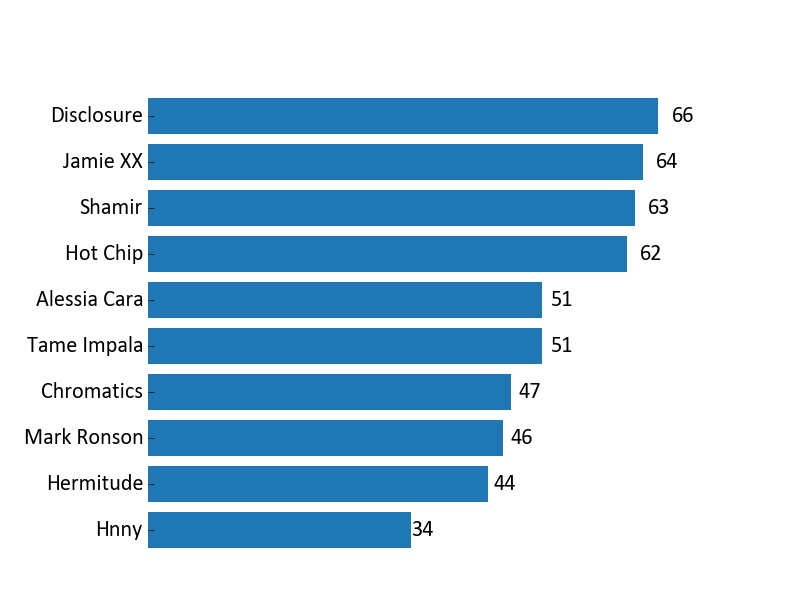 Disclosure 66
Jamie XX 64
Shamir 63
Hot Chip 62
Alessia Cara 51
Tame Impala 51
Chromatics 47
Mark Ronson 46
Hermitude 44
Hnny 34